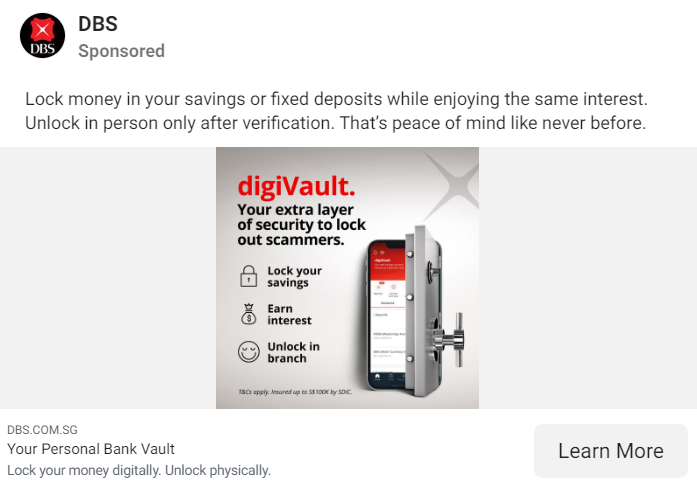 DBS
DBS
Sponsored
Lock money in your savings or fixed deposits while enjoying the same interest.
Unlock in person only after verification. That’s peace of mind like never before.
digiVault.
Your extra layer
of security to lock
out scammers.
Lock your
savings
Earn
interest
Unlock in
branch
T&Cs apply. Insured up to S$100K by SDIC.
digiVault
DBS.COM.SG
Your Personal Bank Vault
Lock your money digitally. Unlock physically.
Learn More